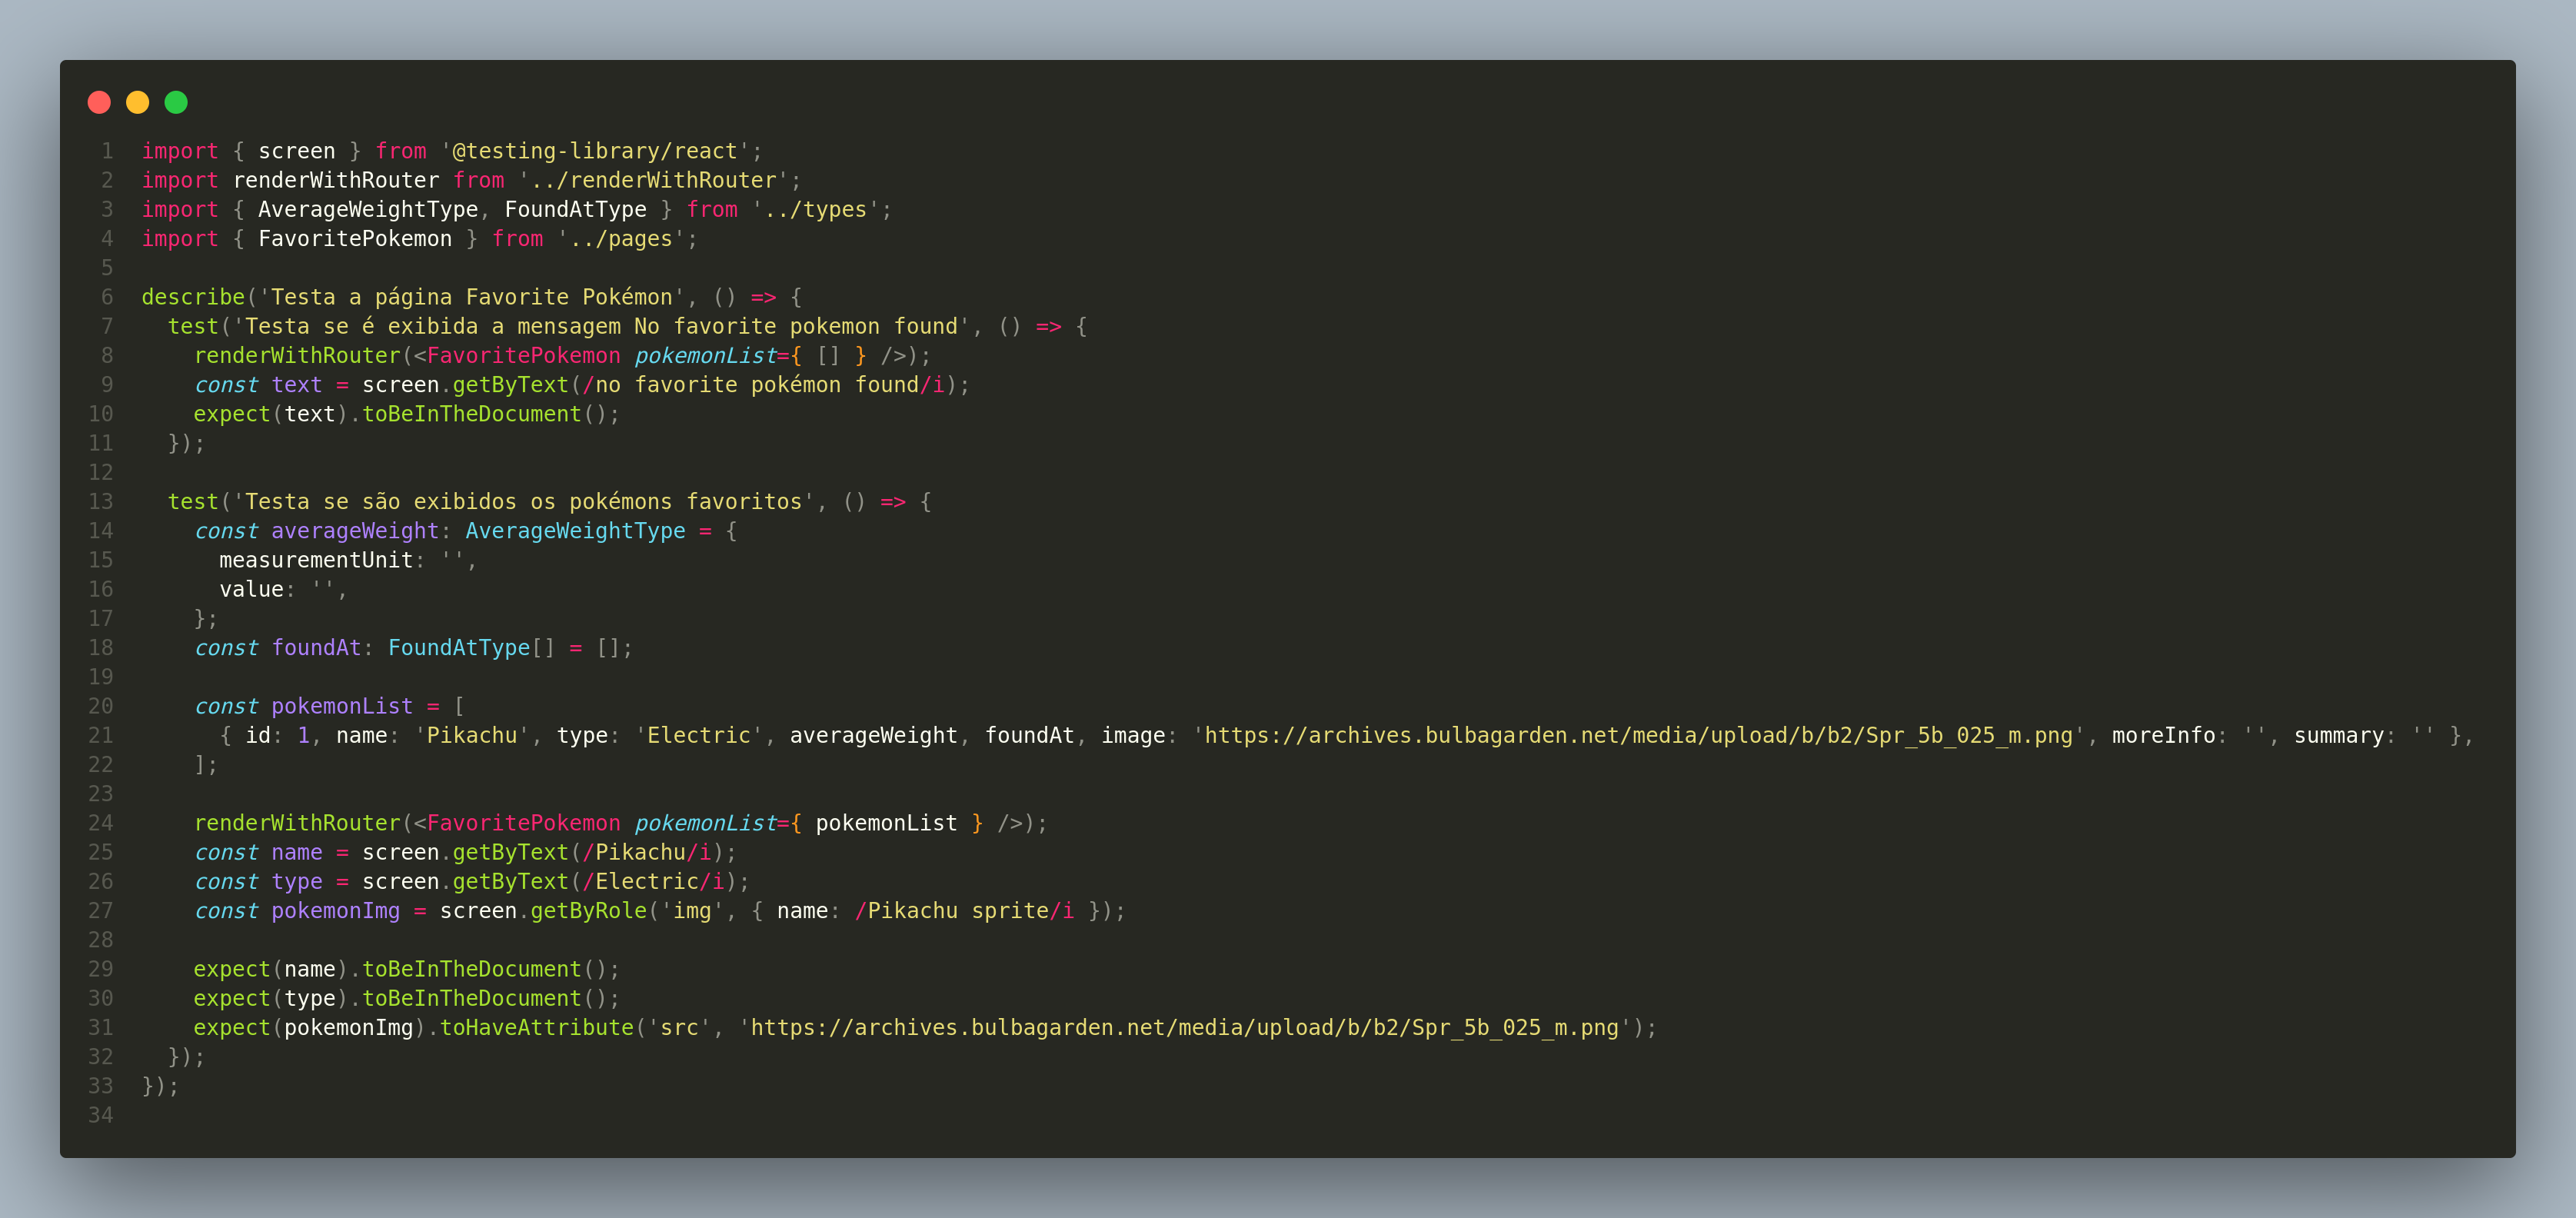 1 import { screen } from '@testing-library/react';
2 import renderWithRouter from '../renderWithRouter';
3 import { AverageWeightType, FoundAtType } from '../types';
4 import { FavoritePokemon } from '../pages';
5
6 describe('Testa a página Favorite Pokémon', () => {
7   test('Testa se é exibida a mensagem No favorite pokemon found', () => {
8     renderWithRouter(<FavoritePokemon pokemonList={ [] } />);
9     const text = screen.getByText(/no favorite pokémon found/i);
10     expect(text).toBeInTheDocument();
11   });
12
13   test('Testa se são exibidos os pokémons favoritos', () => {
14     const averageWeight: AverageWeightType = {
15       measurementUnit: '',
16       value: '',
17     };
18     const foundAt: FoundAtType[] = [];
19
20     const pokemonList = [
21       { id: 1, name: 'Pikachu', type: 'Electric', averageWeight, foundAt, image: 'https://archives.bulbagarden.net/media/upload/b/b2/Spr_5b_025_m.png', moreInfo: '', summary: '' },
22     ];
23
24     renderWithRouter(<FavoritePokemon pokemonList={ pokemonList } />);
25     const name = screen.getByText(/Pikachu/i);
26     const type = screen.getByText(/Electric/i);
27     const pokemonImg = screen.getByRole('img', { name: /Pikachu sprite/i });
28
29     expect(name).toBeInTheDocument();
30     expect(type).toBeInTheDocument();
31     expect(pokemonImg).toHaveAttribute('src', 'https://archives.bulbagarden.net/media/upload/b/b2/Spr_5b_025_m.png');
32   });
33 });
34